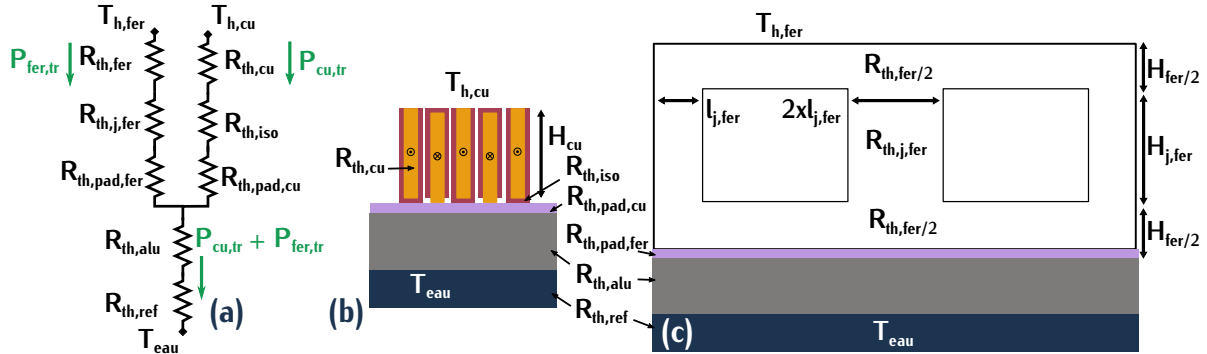 T_h,fer
T_h,cu
P_fer,tr
R_th,fer
R_th,cu
P_cu,tr
R_th,j,fer
R_th,iso
R_th,pad,fer
R_th,pad,cu
R_th,alu
P_cu,tr + P_fer,tr
R_th,ref
T_eau
(a)
T_h,cu
H_cu
R_th,cu
R_th,iso
R_th,pad,cu
R_th,pad,fer
R_th,alu
T_eau
R_th,ref
(b)
T_h,fer
R_th,fer/2
H_fer/2
l_j,fer
2xl_j,fer
R_th,j,fer
H_j,fer
R_th,fer/2
H_fer/2
T_eau
(c)